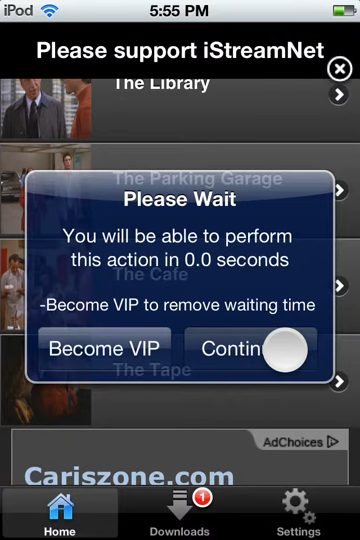 iPod
5:55 PM
Please support iStreamNet
The Library
The Parking Garage
Please Wait
You will be able to perform
this action in 0.0 seconds
The Cafe
-Become VIP to remove waiting time
Become VIP
Contin
The Tape
AdChoices
Cariszone.com
1
Home
Downloads
Settings